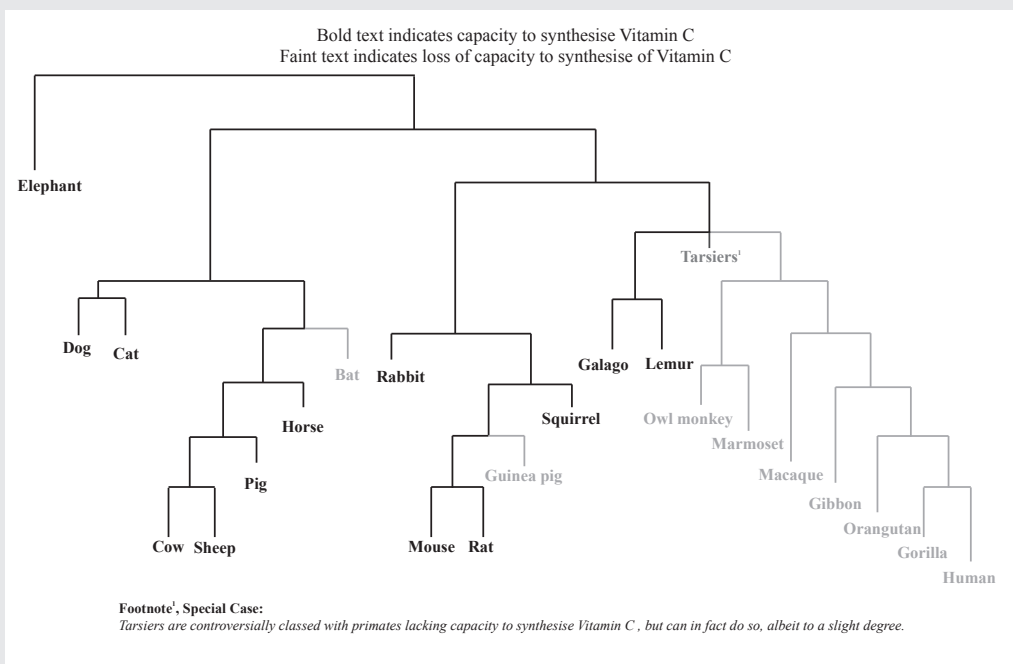 Bold text indicates capacity to synthesise Vitamin C
Faint text indicates loss of capacity to synthesise of Vitamin C
Elephant
Tarsiers¹
Dog
Cat
Bat
Rabbit
Galago
Lemur
Horse
Squirrel
Owl monkey
Marmoset
Pig
Guinea pig
Macaque
Gibbon
Orangutan
Cow
Sheep
Mouse
Rat
Gorilla
Human
Footnote¹, Special Case:
Tarsiers are controversially classed with primates lacking capacity to synthesise Vitamin C , but can in fact do so, albeit to a slight degree.